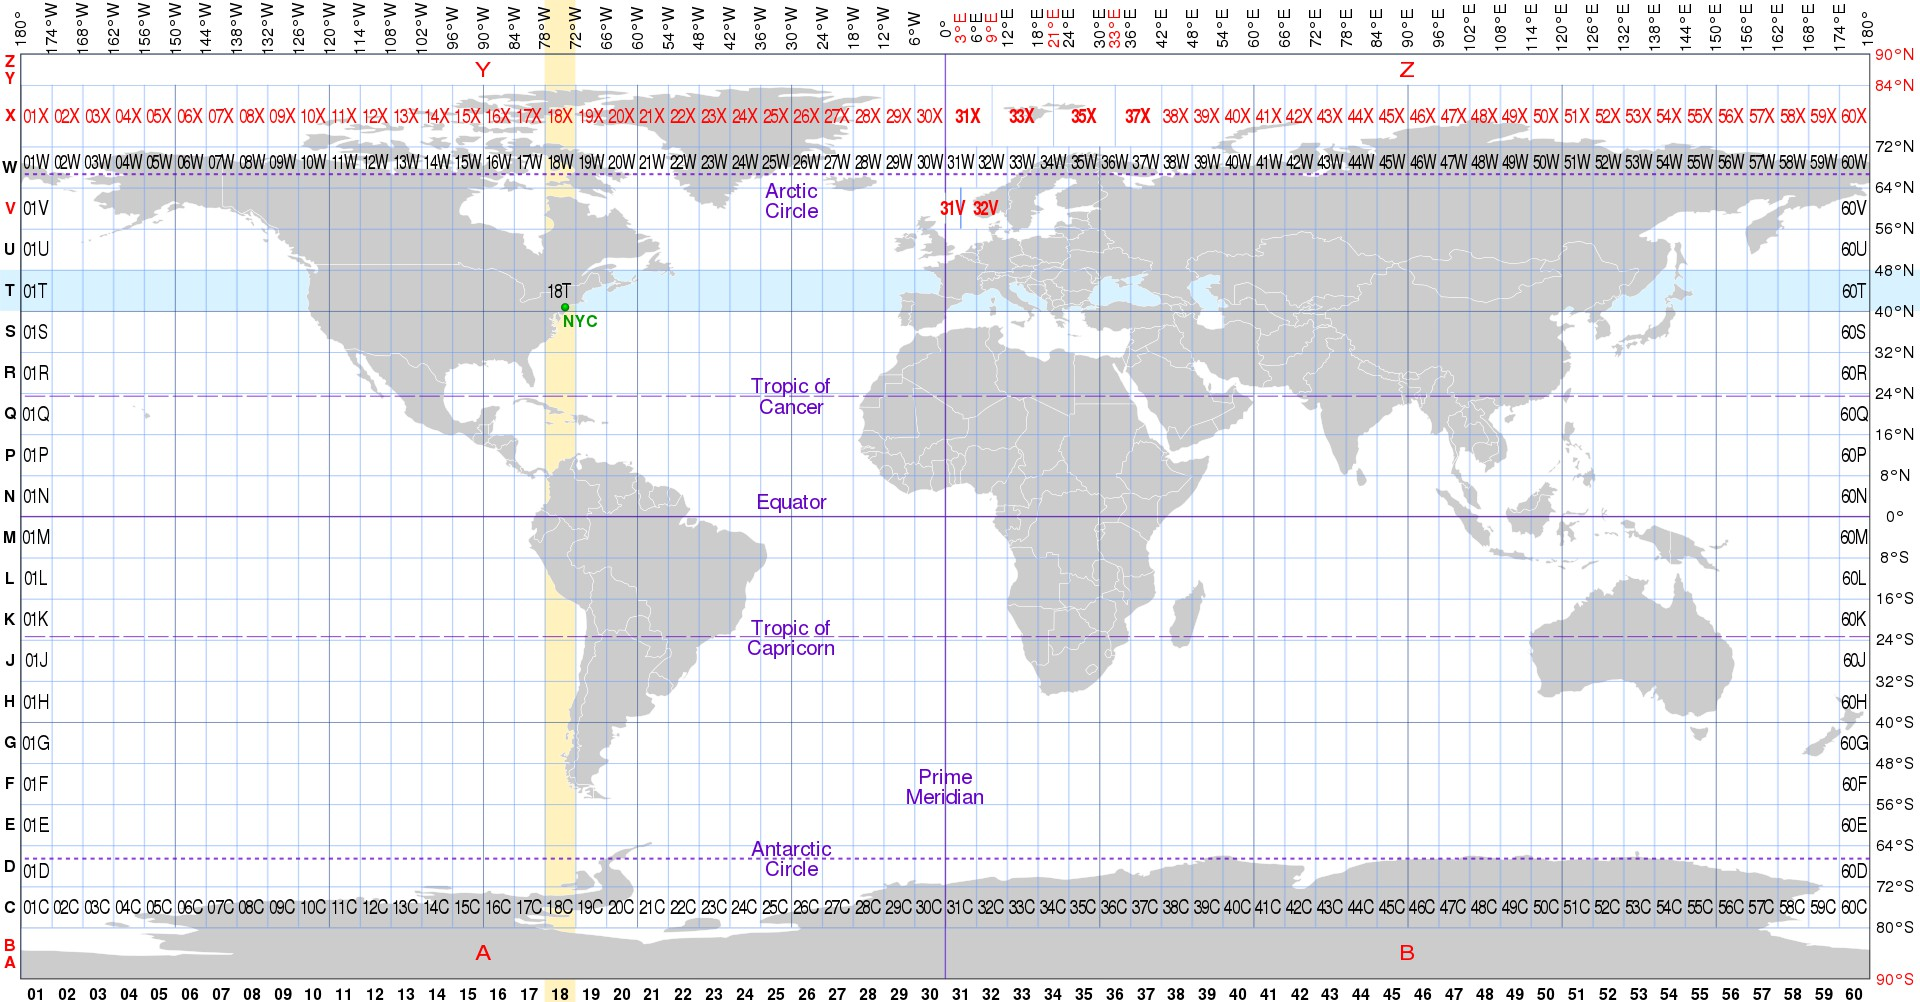 180° 174°W 168°W 162°W 156°W 150°W 144°W 138°W 132°W 126°W 120°W 114°W 108°W 102°W 96°W 90°W 84°W 78°W 72°W 66°W 60°W 54°W 48°W 42°W 36°W 30°W 24°W 18°W 12°W 6°W 0° 3°E 6°E 9°E 12°E 18°E 21°E 24°E 30°E 33°E 36°E 42°E 48°E 54°E 60°E 66°E 72°E 78°E 84°E 90°E 96°E 102°E 108°E 114°E 120°E 126°E 132°E 138°E 144°E 150°E 156°E 162°E 168°E 174°E 180°
90°N
Z
Y Y Z
84°N
X 01X 02X 03X 04X 05X 06X 07X 08X 09X 10X 11X 12X 13X 14X 15X 16X 17X 18X 19X 20X 21X 22X 23X 24X 25X 26X 27X 28X 29X 30X 31X 33X 35X 37X 38X 39X 40X 41X 42X 43X 44X 45X 46X 47X 48X 49X 50X 51X 52X 53X 54X 55X 56X 57X 58X 59X 60X
72°N
W 01W 02W 03W 04W 05W 06W 07W 08W 09W 10W 11W 12W 13W 14W 15W 16W 17W 18W 19W 20W 21W 22W 23W 24W 25W 26W 27W 28W 29W 30W 31W 32W 33W 34W 35W 36W 37W 38W 39W 40W 41W 42W 43W 44W 45W 46W 47W 48W 49W 50W 51W 52W 53W 54W 55W 56W 57W 58W 59W 60W
Arctic
Circle
64°N
V 01V 31V 32V 60V
56°N
U 01U 60U
48°N
T 01T 18T 60T
40°N
NYC
S 01S 60S
32°N
R 01R 60R
Tropic of
Cancer
24°N
Q 01Q 60Q
16°N
P 01P 60P
8°N
N 01N Equator 60N
0°
M 01M 60M
8°S
L 01L 60L
16°S
K 01K 60K
Tropic of
Capricorn
24°S
J 01J 60J
32°S
H 01H 60H
40°S
G 01G 60G
48°S
Prime
Meridian
F 01F 60F
56°S
E 01E 60E
64°S
Antarctic
Circle
D 01D 60D
72°S
C 01C 02C 03C 04C 05C 06C 07C 08C 09C 10C 11C 12C 13C 14C 15C 16C 17C 18C 19C 20C 21C 22C 23C 24C 25C 26C 27C 28C 29C 30C 31C 32C 33C 34C 35C 36C 37C 38C 39C 40C 41C 42C 43C 44C 45C 46C 47C 48C 49C 50C 51C 52C 53C 54C 55C 56C 57C 58C 59C 60C
80°S
B
A A B
90°S
01 02 03 04 05 06 07 08 09 10 11 12 13 14 15 16 17 18 19 20 21 22 23 24 25 26 27 28 29 30 31 32 33 34 35 36 37 38 39 40 41 42 43 44 45 46 47 48 49 50 51 52 53 54 55 56 57 58 59 60